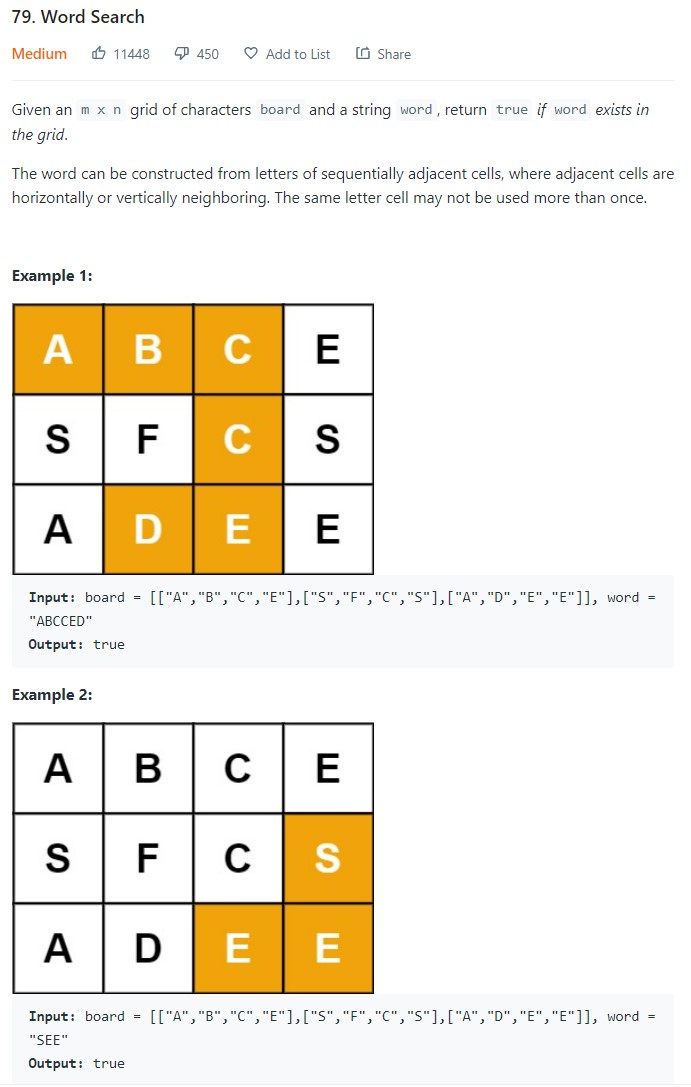 79. Word Search
Medium 11448 450 Add to List Share
Given an m x n grid of characters board and a string word, return true if word exists in
the grid.
The word can be constructed from letters of sequentially adjacent cells, where adjacent cells are
horizontally or vertically neighboring. The same letter cell may not be used more than once.
Example 1:
A B C E
S F C S
A D E E
Input: board = [["A","B","C","E"],["S","F","C","S"],["A","D","E","E"]], word =
"ABCCED"
Output: true
Example 2:
A B C E
S F C S
A D E E
Input: board = [["A","B","C","E"],["S","F","C","S"],["A","D","E","E"]], word =
"SEE"
Output: true